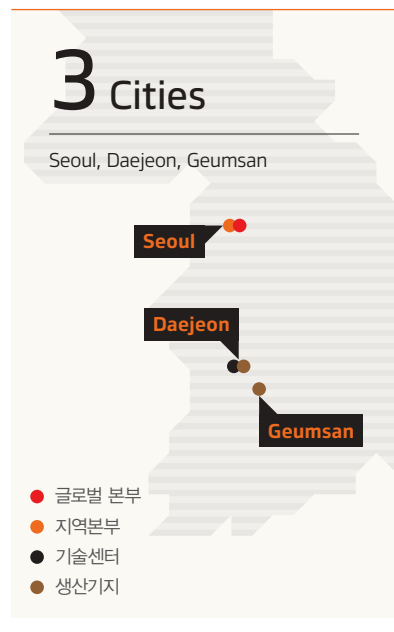 3 Cities
Seoul, Daejeon, Geumsan
Seoul
Daejeon
Geumsan
글로벌 본부
지역본부
기술센터
생산기지